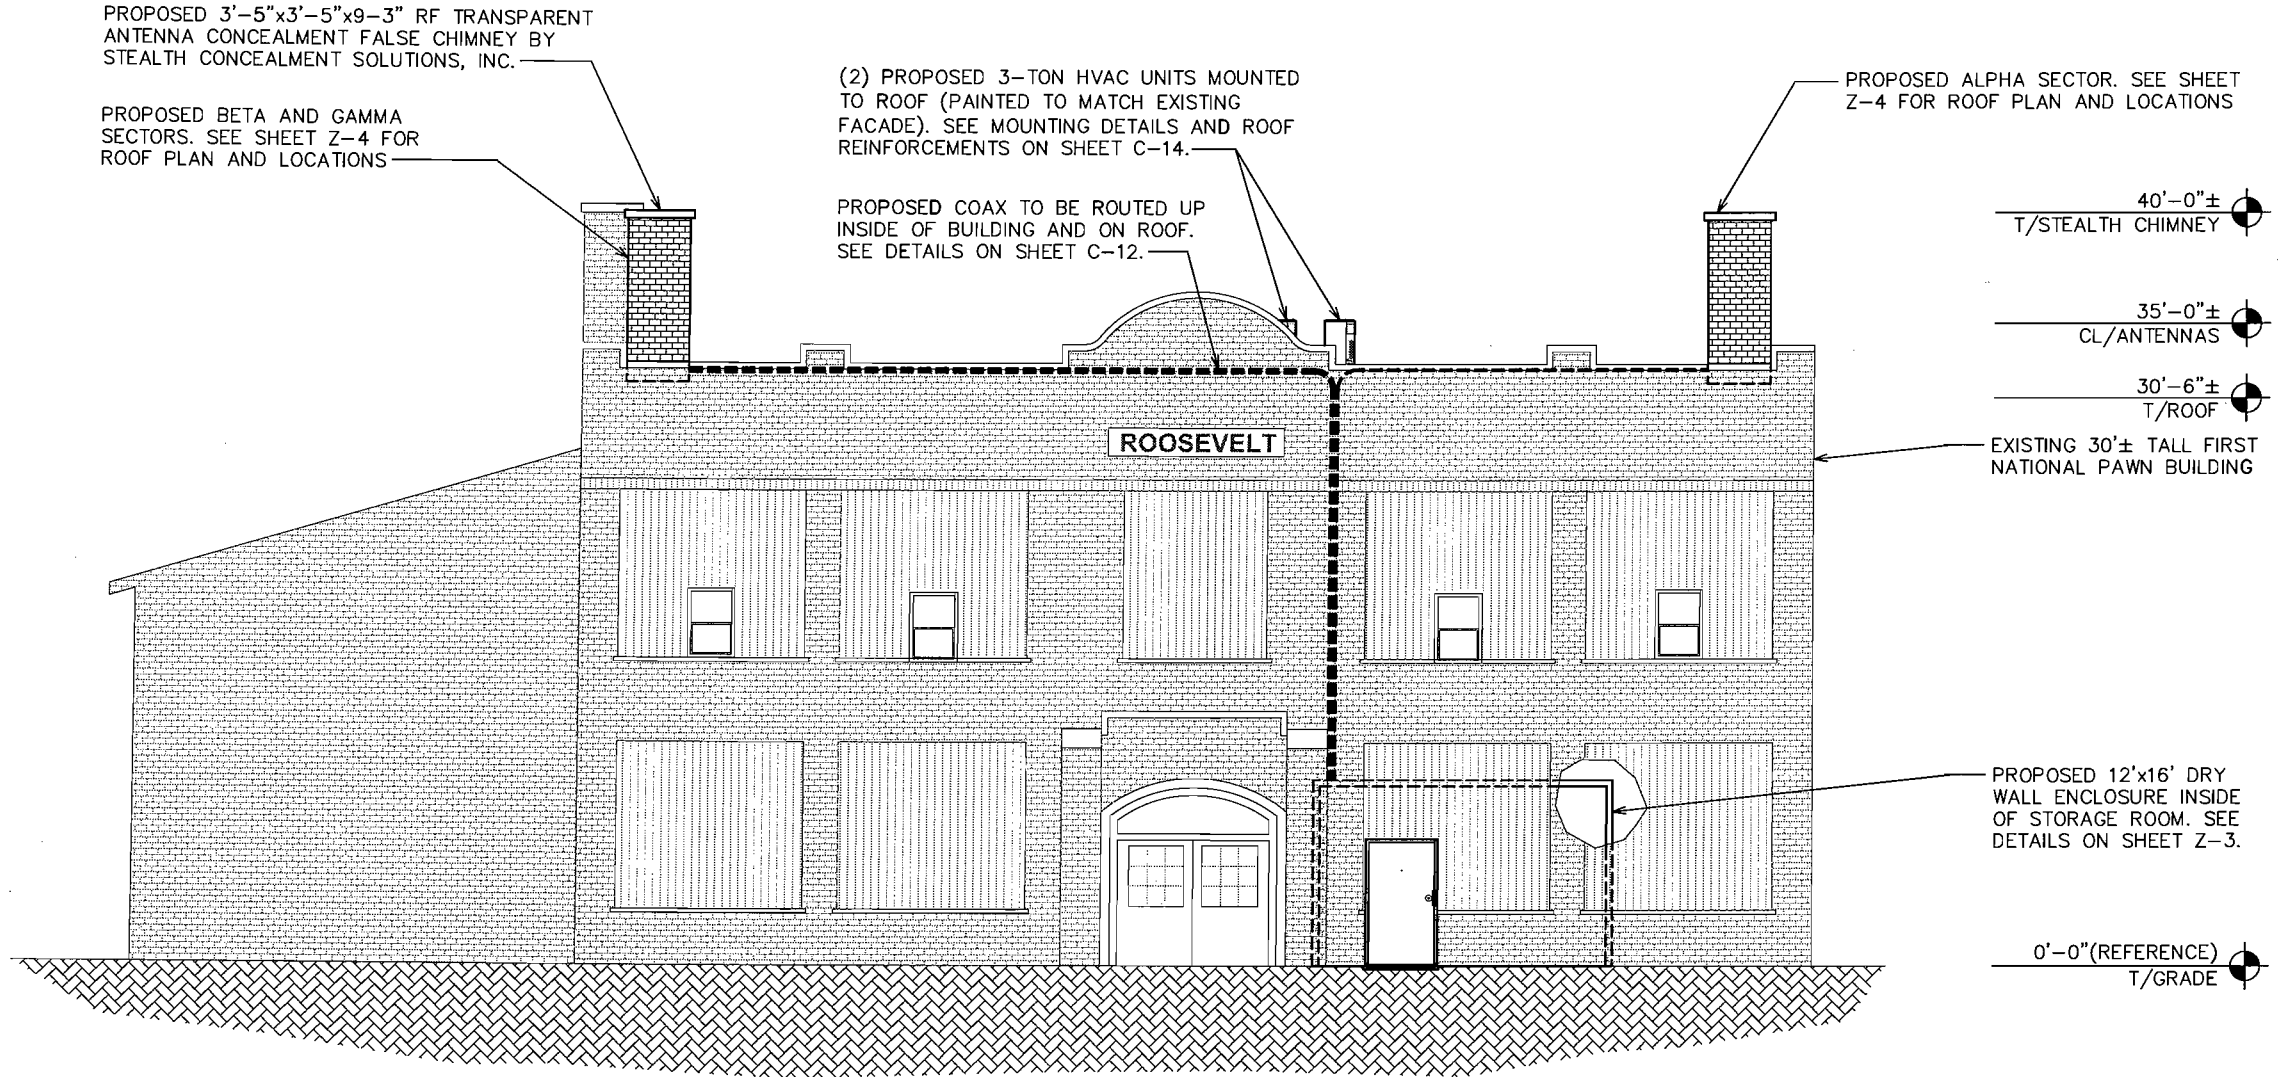 PROPOSED 3'-5"x3'-5"x9-3" RF TRANSPARENT
ANTENNA CONCEALMENT FALSE CHIMNEY BY
STEALTH CONCEALMENT SOLUTIONS, INC.
PROPOSED BETA AND GAMMA
SECTORS. SEE SHEET Z-4 FOR
ROOF PLAN AND LOCATIONS
(2) PROPOSED 3-TON HVAC UNITS MOUNTED
TO ROOF (PAINTED TO MATCH EXISTING
FACADE). SEE MOUNTING DETAILS AND ROOF
REINFORCEMENTS ON SHEET C-14.
PROPOSED COAX TO BE ROUTED UP
INSIDE OF BUILDING AND ON ROOF.
SEE DETAILS ON SHEET C-12.
PROPOSED ALPHA SECTOR. SEE SHEET
Z-4 FOR ROOF PLAN AND LOCATIONS
40'-0"±
T/STEALTH CHIMNEY
35'-0"±
CL/ANTENNAS
30'-6"±
T/ROOF
EXISTING 30'± TALL FIRST
NATIONAL PAWN BUILDING
ROOSEVELT
PROPOSED 12'x16' DRY
WALL ENCLOSURE INSIDE
OF STORAGE ROOM. SEE
DETAILS ON SHEET Z-3.
0'-0"(REFERENCE)
T/GRADE